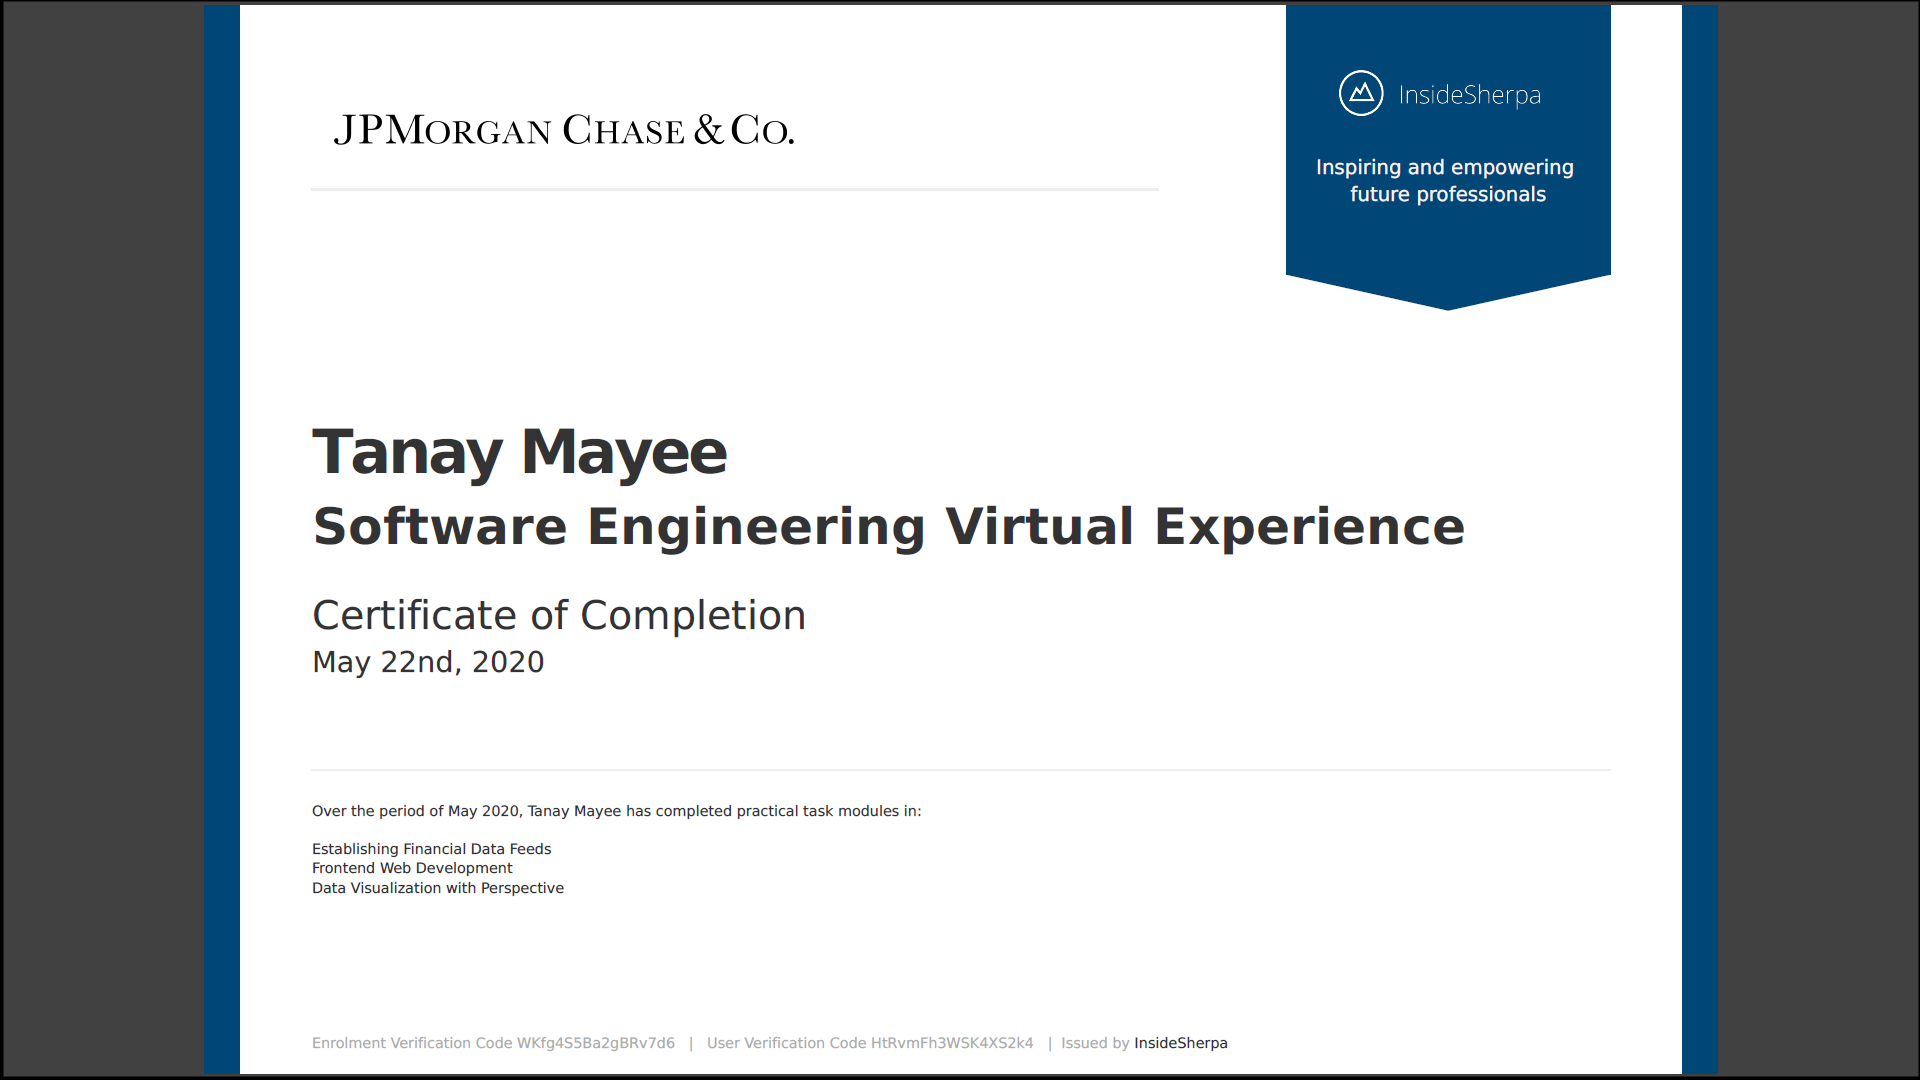 JPMORGAN CHASE & CO.
InsideSherpa
Inspiring and empowering
future professionals
Tanay Mayee
Software Engineering Virtual Experience
Certificate of Completion
May 22nd, 2020
Over the period of May 2020, Tanay Mayee has completed practical task modules in:
Establishing Financial Data Feeds
Frontend Web Development
Data Visualization with Perspective
Enrolment Verification Code WKfg4S5Ba2gBRv7d6 | User Verification Code HtRvmFh3WSK4XS2k4 | Issued by InsideSherpa